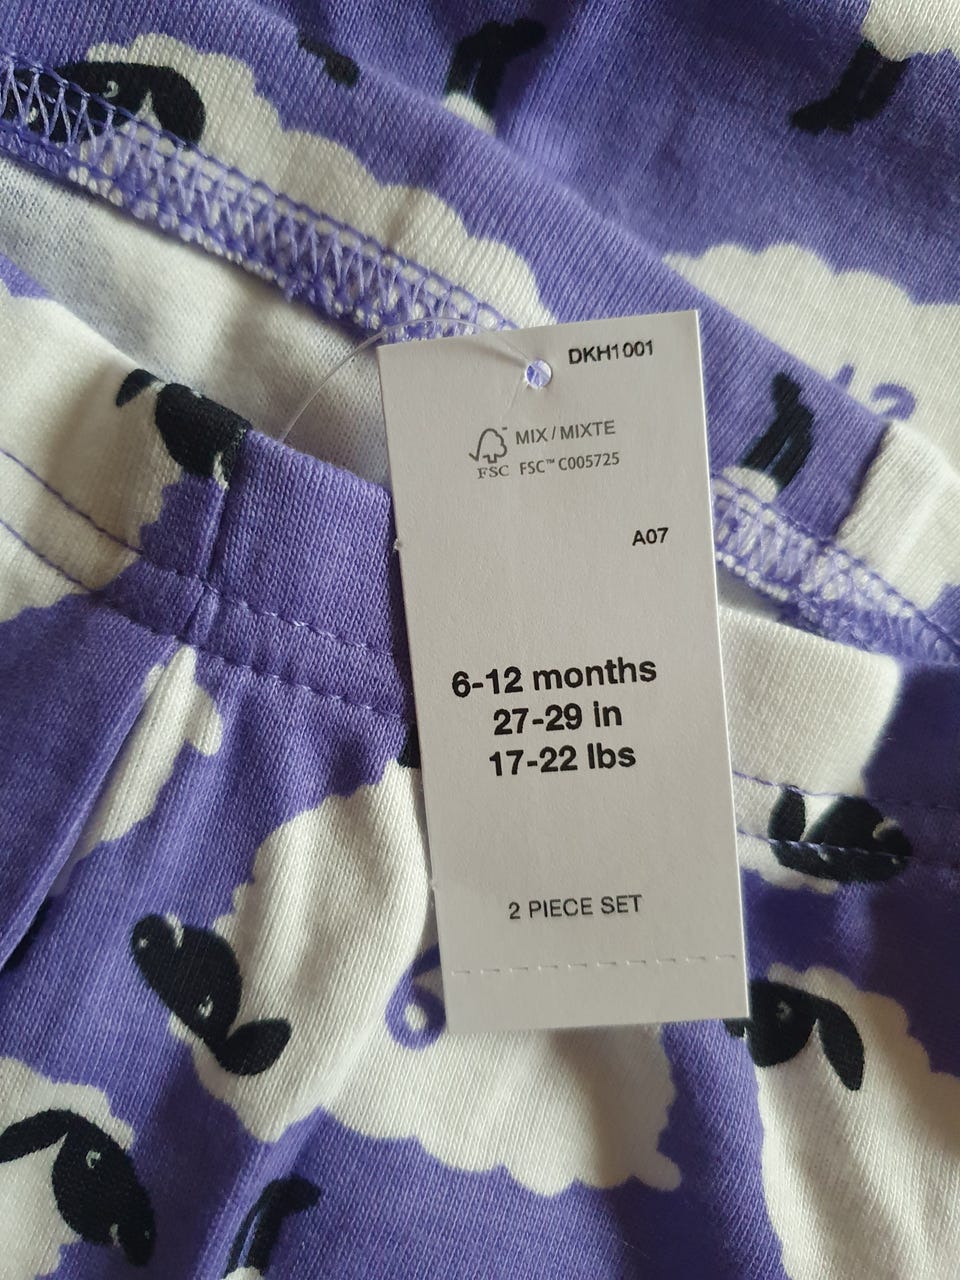 DKH1001
MIX / MIXTE
FSC FSC™ C005725
A07
6-12 months
27-29 in
17-22 lbs
2 PIECE SET